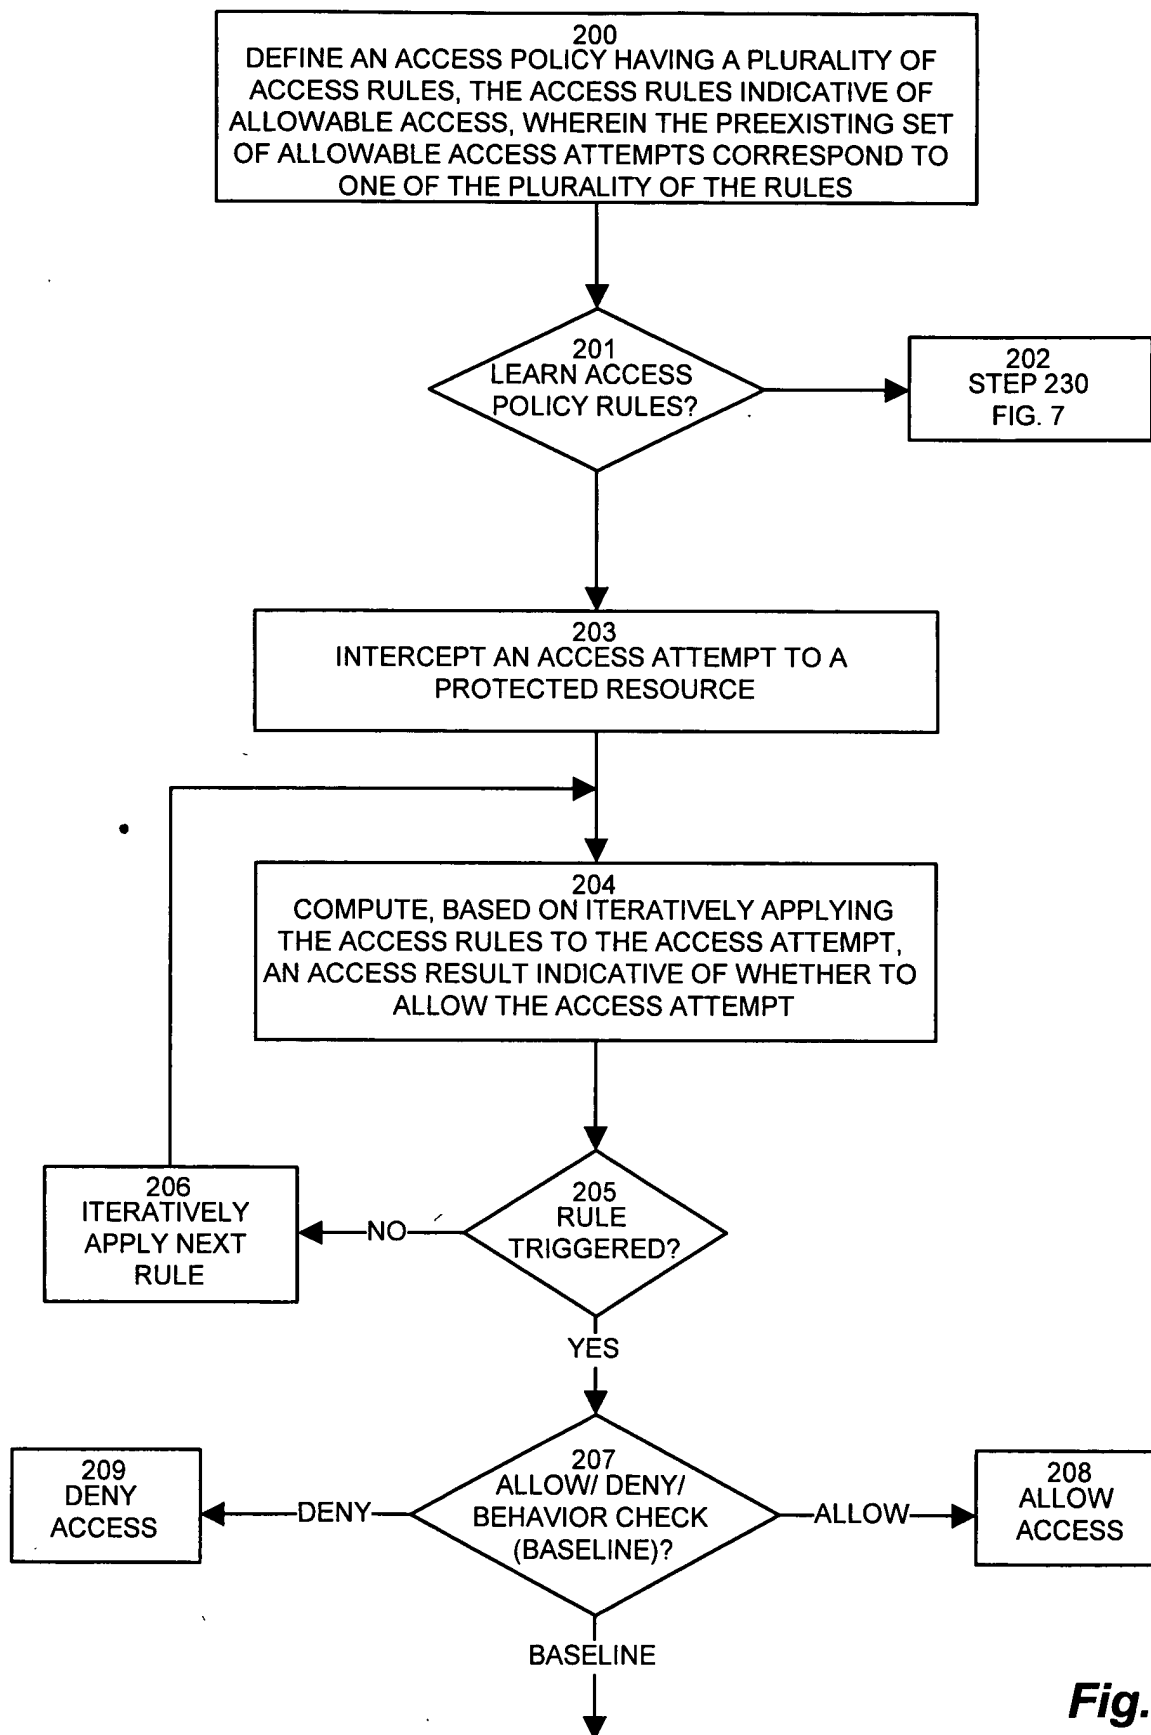 200
DEFINE AN ACCESS POLICY HAVING A PLURALITY OF
ACCESS RULES, THE ACCESS RULES INDICATIVE OF
ALLOWABLE ACCESS, WHEREIN THE PREEXISTING SET
OF ALLOWABLE ACCESS ATTEMPTS CORRESPOND TO
ONE OF THE PLURALITY OF THE RULES
201
LEARN ACCESS
POLICY RULES?
202
STEP 230
FIG. 7
203
INTERCEPT AN ACCESS ATTEMPT TO A
PROTECTED RESOURCE
204
COMPUTE, BASED ON ITERATIVELY APPLYING
THE ACCESS RULES TO THE ACCESS ATTEMPT,
AN ACCESS RESULT INDICATIVE OF WHETHER TO
ALLOW THE ACCESS ATTEMPT
206
ITERATIVELY
APPLY NEXT
RULE
NO
205
RULE
TRIGGERED?
YES
209
DENY
ACCESS
DENY
207
ALLOW/ DENY/
BEHAVIOR CHECK
(BASELINE)?
ALLOW
208
ALLOW
ACCESS
BASELINE
Fig.